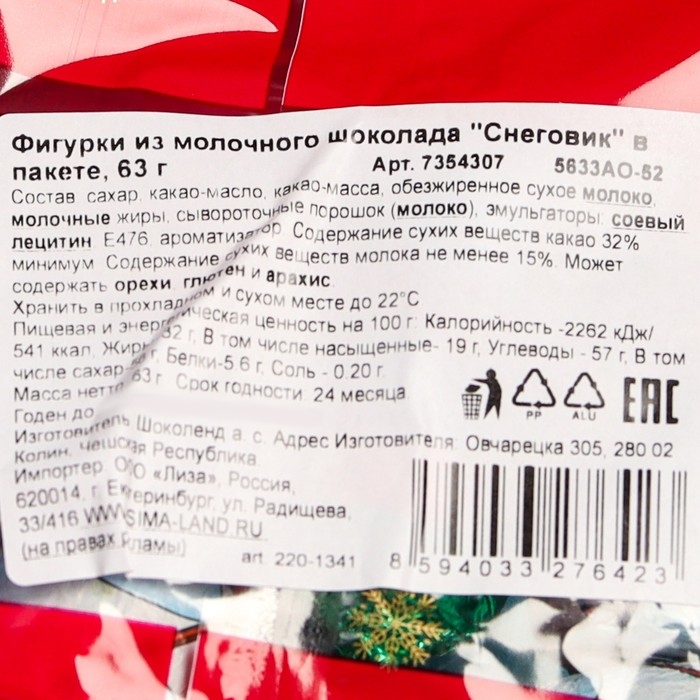 Фигурки из молочного шоколада "Снеговик" в
пакете, 63 г Арт. 7354307 5633АО-52
Состав сахар, какао-масло, какао-масса, обезжиренное сухое молоко,
молочные жиры, сывороточный порошок (молоко), эмульгаторы: соевый
лецитин, E476, ароматизатор. Содержание сухих веществ какао 32%
минимум. Содержание сухих веществ молока не менее 15%. Может
содержать орехи, глютен и арахис.
Хранить в прохладном и сухом месте до 22°C
Пищевая и энергетическая ценность на 100 г: Калорийность -2262 кДж/
541 ккал, Жиры 32 г, В том числе насыщенные- 19 г, Углеводы - 57 г, В том
числе сахар г, Белки-5.6 г, Соль - 0.20 г.
Масса нетто 63 г. Срок годности 24 месяца.
Годен до
Изготовитель Шоколенд а. с. Адрес Изготовителя: Овчарецка 305, 280 02
Колин, Чешская Республика.
Импортер ООО «Лиза», Россия,
620014, г. Екатеринбург, ул. Радищева,
33/416 WWW.SIMA-LAND.RU
(на правах рекламы) art. 220-1341
PP
ALU
EAC
8 594033 276423